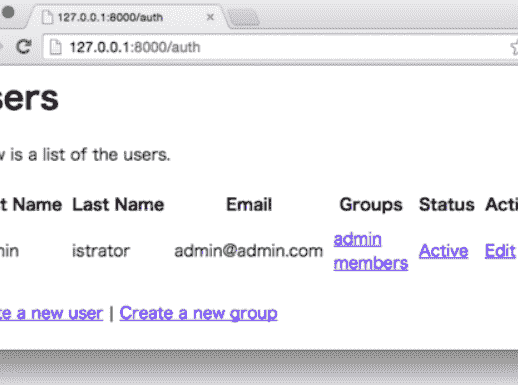 127.0.0.1:8000/auth
127.0.0.1:8000/auth
sers
w is a list of the users.
t Name Last Name Email Groups Status Acti
nin istrator admin@admin.com admin members Active Edit
te a new user | Create a new group